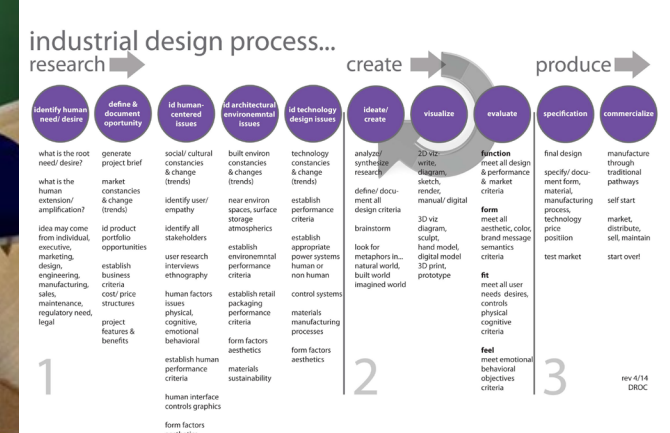 industrial design process...
research
create
produce
identify human
need/ desire
define &
document
oportunity
id human-
centered
issues
id architectural
environemntal
issues
id technology
design issues
ideate/
create
visualize
evaluate
specification
commercialize
what is the root
need/ desire?
what is the
human
extension/
amplification?
idea may come
from individual,
executive,
marketing,
design,
engineering,
manufacturing,
sales,
maintenance,
regulatory need,
legal
generate
project brief
market
constancies
& change
(trends)
id product
portfolio
opportunities
establish
business
criteria
cost/ price
structures
project
features &
benefits
social/ cultural
constancies
& change
(trends)
identify user/
empathy
identify all
stakeholders
user research
interviews
ethnography
human factors
issues
physical,
cognitive,
emotional
behavioral
establish human
performance
criteria
human interface
controls graphics
form factors
built environ
constancies
& changes
(trends)
near environ
spaces, surface
storage
atmospherics
establish
environemntal
performance
criteria
establish retail
packaging
performance
criteria
form factors
aesthetics
materials
sustainability
technology
constancies
& change
(trends)
establish
performance
criteria
establish
appropriate
power systems
human or
non human
control systems
materials
manufacturing
processes
form factors
aesthetics
analyze/
synthesize
research
define/ docu-
ment all
design criteria
brainstorm
look for
metaphors in...
natural world,
built world
imagined world
2D viz-
write,
diagram,
sketch,
render,
manual/ digital
3D viz
diagram,
sculpt,
hand model,
digital model
3D print,
prototype
function
meet all design
& performance
& market
criteria
form
meet all
aesthetic, color,
brand message
semantics
criteria
fit
meet all user
needs desires,
controls
physical
cognitive
criteria
feel
meet emotional
behavioral
objectives
criteria
final design
specify/ docu-
ment form,
material,
manufacturing
process,
technology
price
positiion
test market
manufacture
through
traditional
pathways
self start
market,
distribute,
sell, maintain
start over!
1
2
3
rev 4/14
DROC